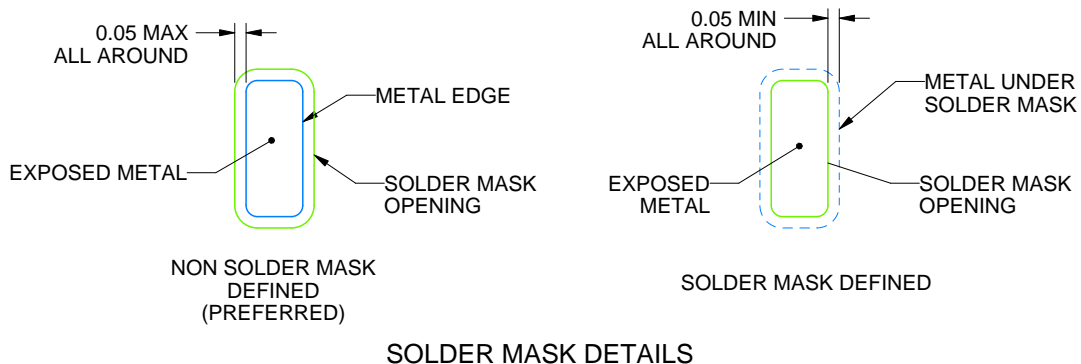 0.05 MAX
ALL AROUND
METAL EDGE
EXPOSED METAL
SOLDER MASK
OPENING
NON SOLDER MASK
DEFINED
(PREFERRED)
0.05 MIN
ALL AROUND
METAL UNDER
SOLDER MASK
EXPOSED
METAL
SOLDER MASK
OPENING
SOLDER MASK DEFINED
SOLDER MASK DETAILS